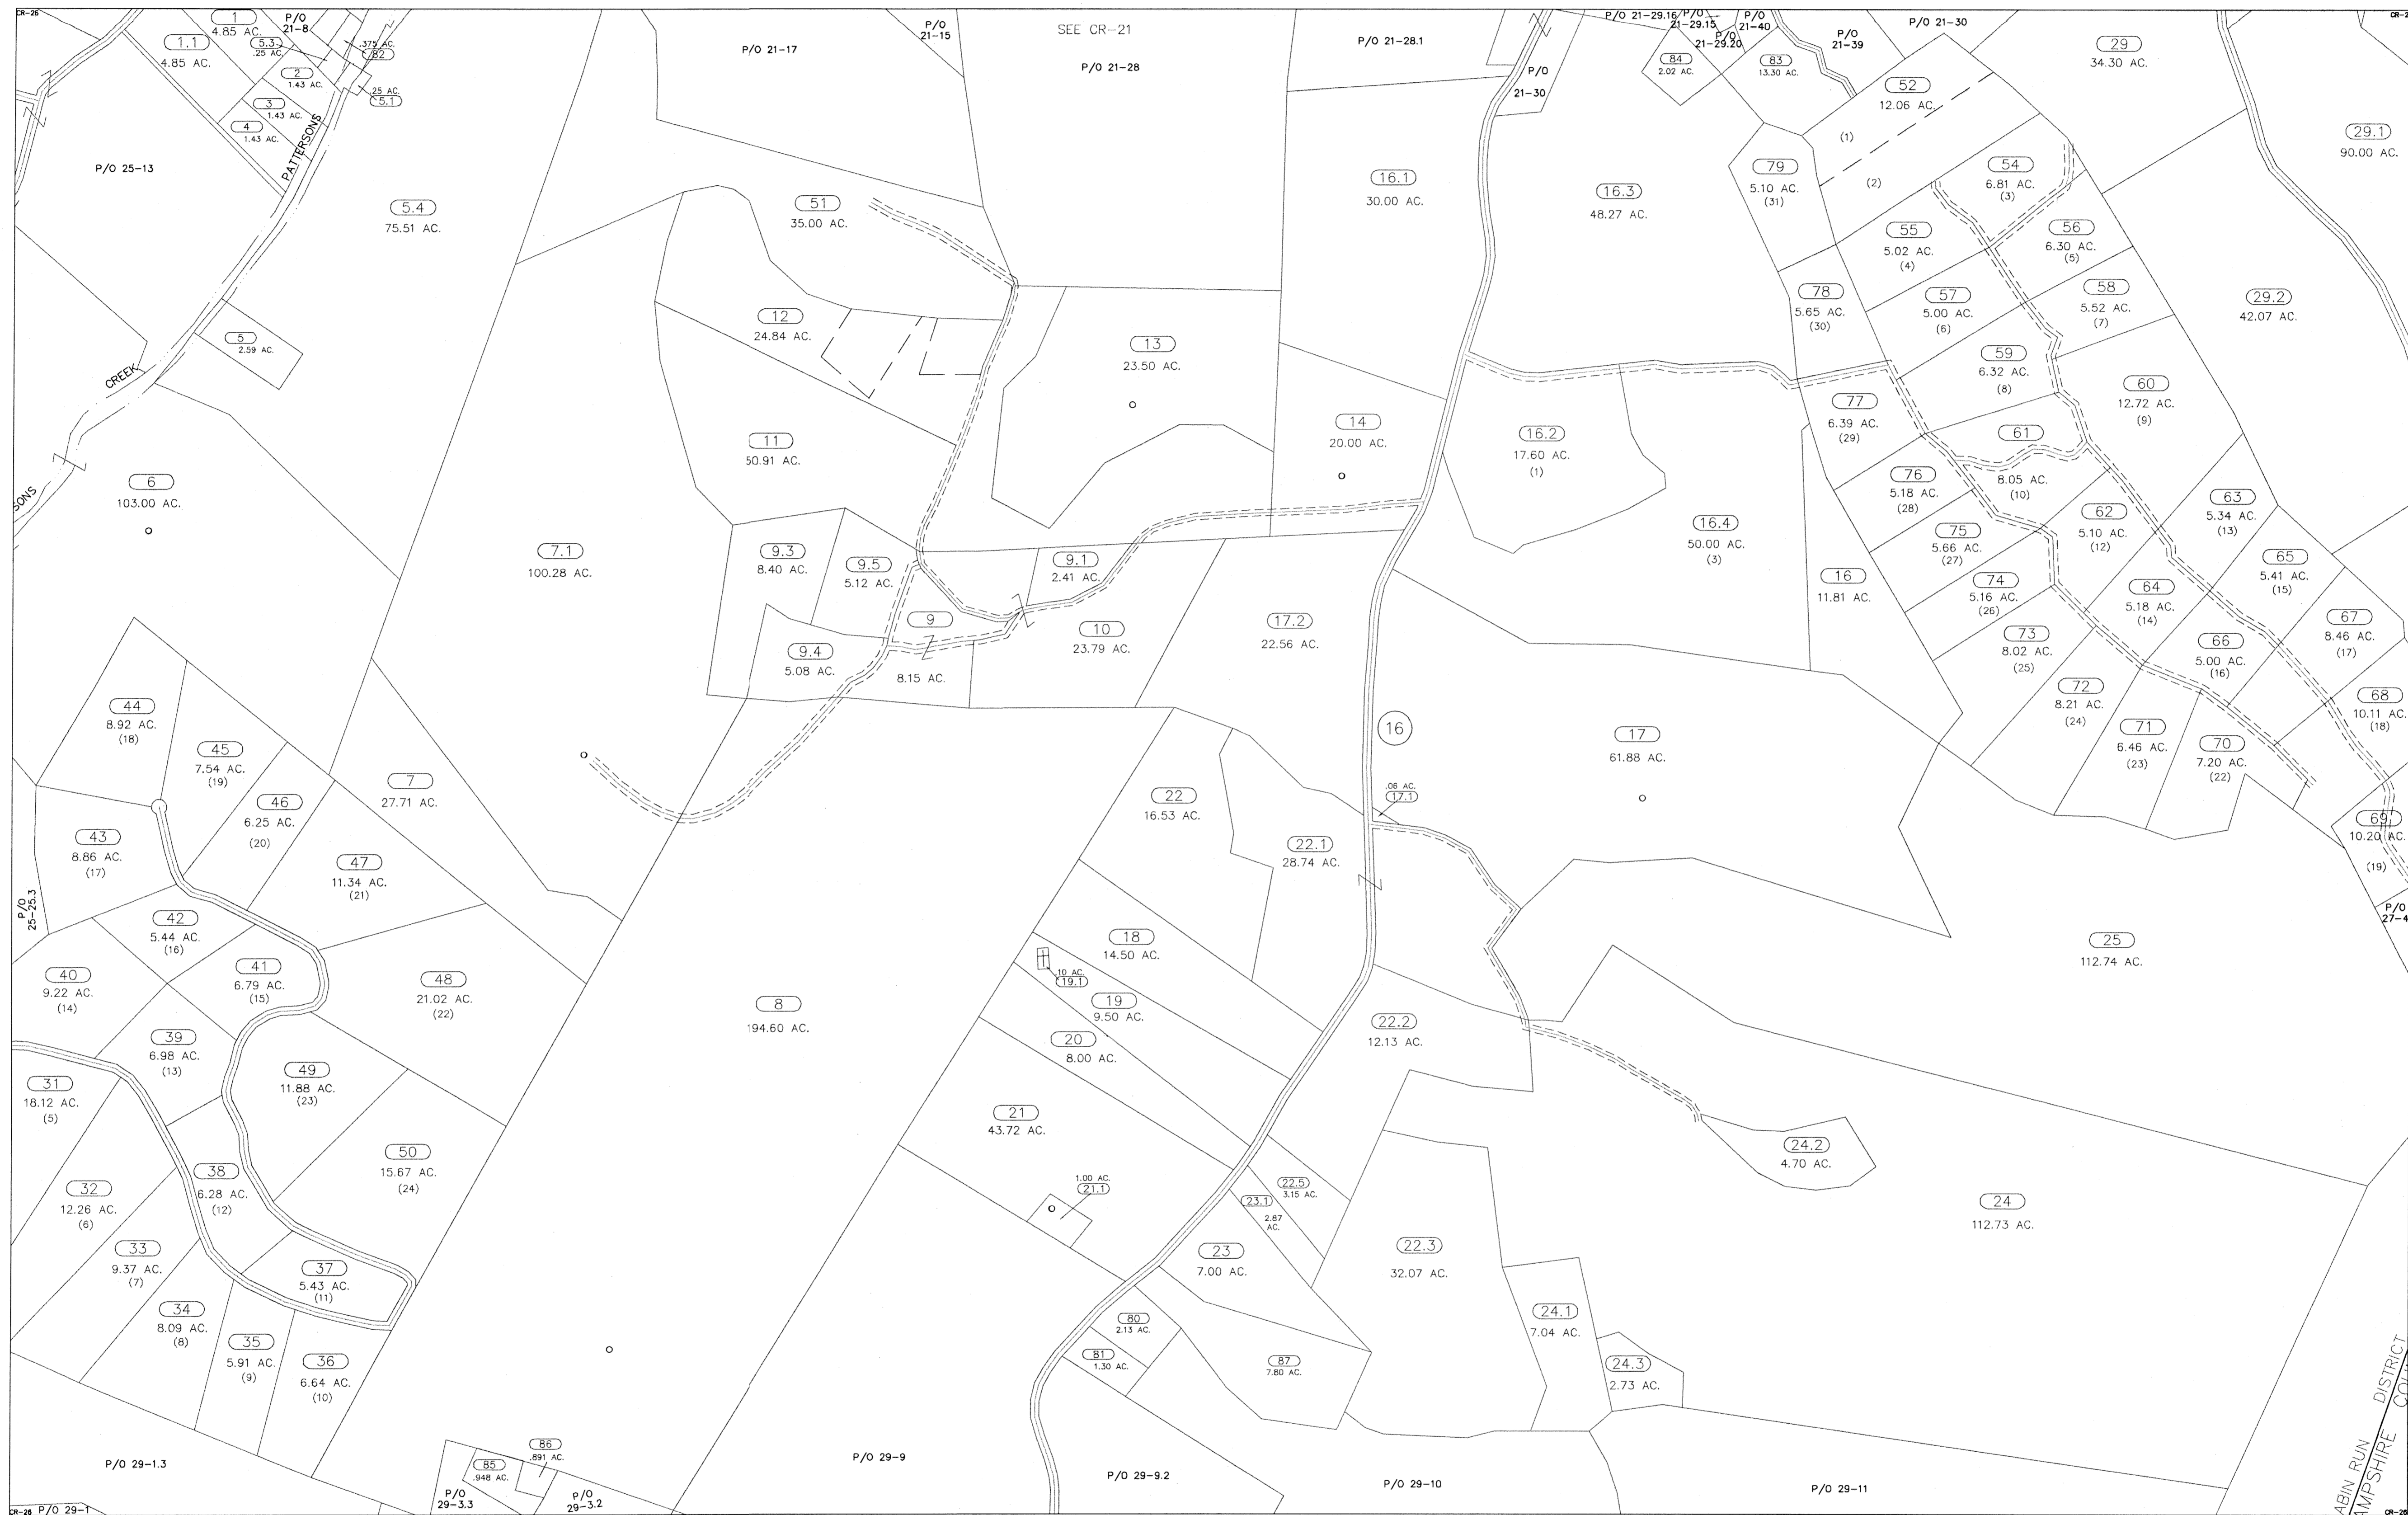 CR-26
SEE CR-21
1
4.85 AC.
P/O
21-8
1.1
4.85 AC.
5.3
.25 AC.
.375 AC.
82
2
1.43 AC.
.25 AC.
5.1
3
1.43 AC.
4
1.43 AC.
PATTERSONS
P/O 25-13
5.4
75.51 AC.
5
2.59 AC.
CREEK
SONS
6
103.00 AC.
P/O 21-17
P/O
21-15
P/O 21-28
P/O 21-28.1
P/O
21-30
P/O 21-29.16
P/O
21-29.15
P/O
21-29.20
P/O
21-40
P/O
21-39
P/O 21-30
84
2.02 AC.
83
13.30 AC.
52
12.06 AC.
(1)
(2)
29
34.30 AC.
29.1
90.00 AC.
29.2
42.07 AC.
51
35.00 AC.
12
24.84 AC.
13
23.50 AC.
11
50.91 AC.
16.1
30.00 AC.
14
20.00 AC.
16.3
48.27 AC.
16.2
17.60 AC.
(1)
16.4
50.00 AC.
(3)
16
11.81 AC.
79
5.10 AC.
(31)
78
5.65 AC.
(30)
77
6.39 AC.
(29)
76
5.18 AC.
(28)
75
5.66 AC.
(27)
74
5.16 AC.
(26)
73
8.02 AC.
(25)
72
8.21 AC.
(24)
71
6.46 AC.
(23)
70
7.20 AC.
(22)
54
6.81 AC.
(3)
55
5.02 AC.
(4)
56
6.30 AC.
(5)
57
5.00 AC.
(6)
58
5.52 AC.
(7)
59
6.32 AC.
(8)
60
12.72 AC.
(9)
61
8.05 AC.
(10)
62
5.10 AC.
(12)
63
5.34 AC.
(13)
64
5.18 AC.
(14)
65
5.41 AC.
(15)
66
5.00 AC.
(16)
67
8.46 AC.
(17)
68
10.11 AC.
(18)
69
10.20 AC.
(19)
P/O
27-4
7.1
100.28 AC.
9.3
8.40 AC.
9.5
5.12 AC.
9.1
2.41 AC.
9
8.15 AC.
9.4
5.08 AC.
10
23.79 AC.
17.2
22.56 AC.
16
17
61.88 AC.
.06 AC.
17.1
44
8.92 AC.
(18)
45
7.54 AC.
(19)
46
6.25 AC.
(20)
7
27.71 AC.
43
8.86 AC.
(17)
47
11.34 AC.
(21)
P/O
25-25.3
42
5.44 AC.
(16)
41
6.79 AC.
(15)
40
9.22 AC.
(14)
48
21.02 AC.
(22)
39
6.98 AC.
(13)
49
11.88 AC.
(23)
31
18.12 AC.
(5)
50
15.67 AC.
(24)
38
6.28 AC.
(12)
32
12.26 AC.
(6)
33
9.37 AC.
(7)
37
5.43 AC.
(11)
34
8.09 AC.
(8)
35
5.91 AC.
(9)
36
6.64 AC.
(10)
8
194.60 AC.
22
16.53 AC.
22.1
28.74 AC.
18
14.50 AC.
.10 AC.
19.1
19
9.50 AC.
20
8.00 AC.
21
43.72 AC.
1.00 AC.
21.1
22.2
12.13 AC.
25
112.74 AC.
24.2
4.70 AC.
24
112.73 AC.
22.5
3.15 AC.
23.1
2.87
AC.
23
7.00 AC.
22.3
32.07 AC.
24.1
7.04 AC.
24.3
2.73 AC.
80
2.13 AC.
81
1.30 AC.
87
7.80 AC.
P/O 29-1.3
P/O 29-1
CR-26
85
.948 AC.
86
.891 AC.
P/O
29-3.3
P/O
29-3.2
P/O 29-9
P/O 29-9.2
P/O 29-10
P/O 29-11
ABIN RUN DISTRICT
AMPSHIRE